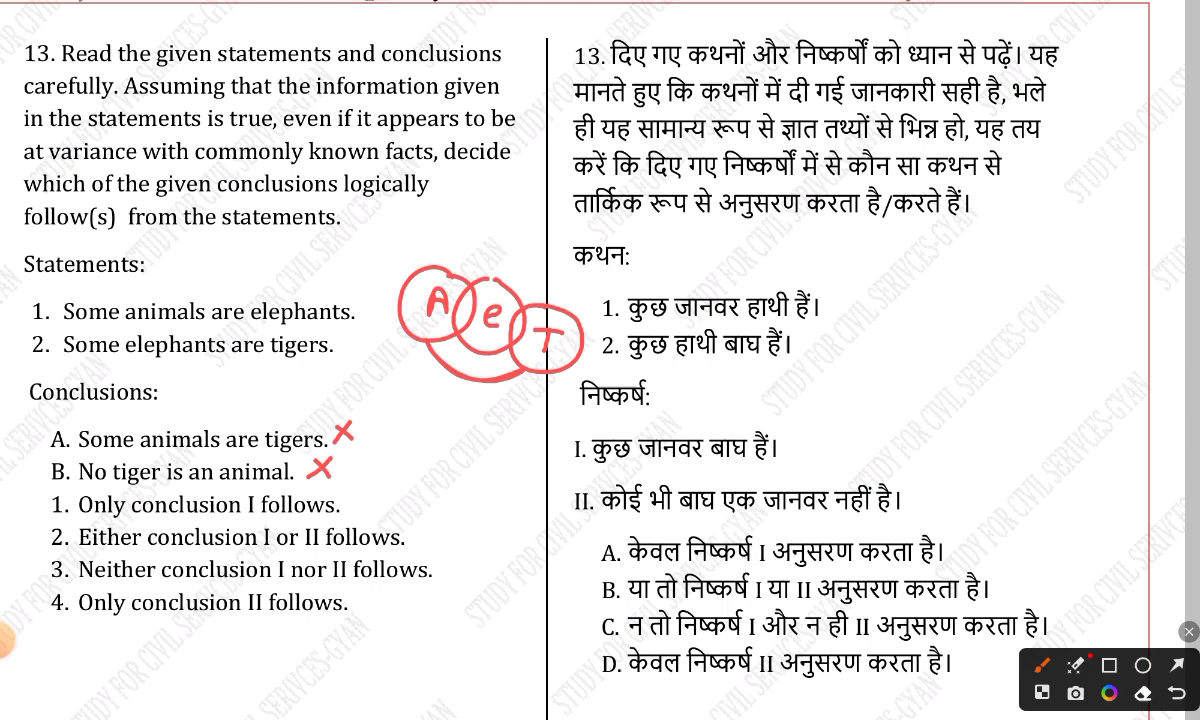 13. Read the given statements and conclusions
carefully. Assuming that the information given
in the statements is true, even if it appears to be
at variance with commonly known facts, decide
which of the given conclusions logically
follow(s) from the statements.
Statements:
1. Some animals are elephants.
2. Some elephants are tigers.
Conclusions:
A. Some animals are tigers.
B. No tiger is an animal.
1. Only conclusion I follows.
2. Either conclusion I or II follows.
3. Neither conclusion I nor II follows.
4. Only conclusion II follows.
A e T
13. दिए गए कथनों और निष्कर्षों को ध्यान से पढ़ें। यह
मानते हुए कि कथनों में दी गई जानकारी सही है, भले
ही यह सामान्य रूप से ज्ञात तथ्यों से भिन्न हो, यह तय
करें कि दिए गए निष्कर्षों में से कौन सा कथन से
तार्किक रूप से अनुसरण करता है/करते हैं।
कथन:
1. कुछ जानवर हाथी हैं।
2. कुछ हाथी बाघ हैं।
निष्कर्ष:
I. कुछ जानवर बाघ हैं।
II. कोई भी बाघ एक जानवर नहीं है।
A. केवल निष्कर्ष I अनुसरण करता है।
B. या तो निष्कर्ष I या II अनुसरण करता है।
C. न तो निष्कर्ष I और न ही II अनुसरण करता है।
D. केवल निष्कर्ष II अनुसरण करता है।
STUDY FOR CIVIL SERIVCES-GYAN